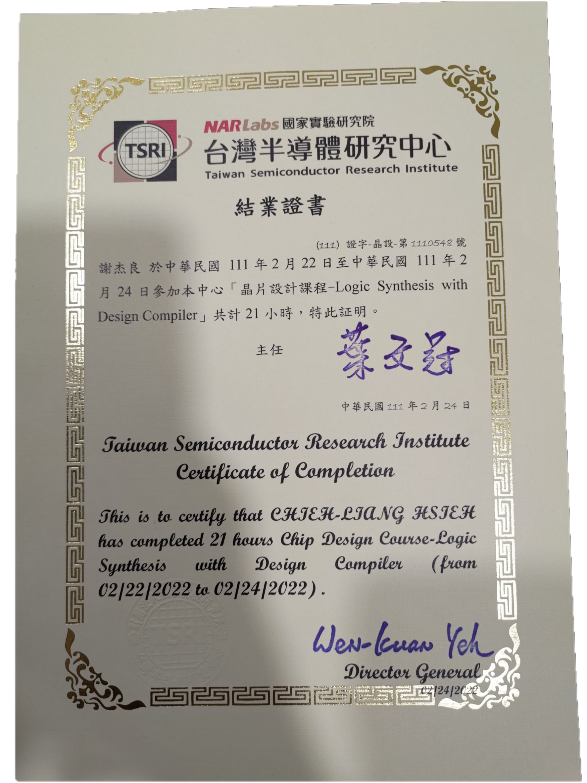 TSRI
NARLabs 國家實驗研究院
台灣半導體研究中心
Taiwan Semiconductor Research Institute
結業證書
(111) 證字-晶設-第 1110548 號
謝杰良 於中華民國 111 年 2 月 22 日至中華民國 111 年 2
月 24 日參加本中心「晶片設計課程–Logic Synthesis with
Design Compiler」共計 21 小時，特此証明。
主任 葉文冠
中華民國 111 年 2 月 24 日
Taiwan Semiconductor Research Institute
Certificate of Completion
This is to certify that CHIEH-LIANG HSIEH
has completed 21 hours Chip Design Course-Logic
Synthesis with Design Compiler (from
02/22/2022 to 02/24/2022) .
Wen-Kuan Yeh
Director General
02/24/2022